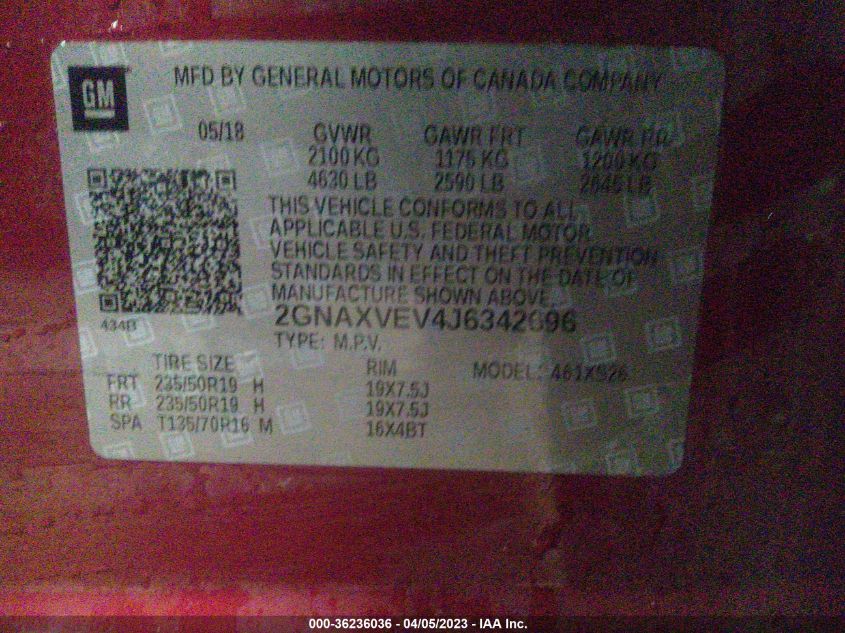 GM
MFD BY GENERAL MOTORS OF CANADA COMPANY
05/18 GVWR GAWR FRT GAWR RR
2100 KG 1175 KG 1200 KG
4630 LB 2590 LB 2645 LB
THIS VEHICLE CONFORMS TO ALL
APPLICABLE U.S. FEDERAL MOTOR
VEHICLE SAFETY AND THEFT PREVENTION
STANDARDS IN EFFECT ON THE DATE OF
MANUFACTURE SHOWN ABOVE.
2GNAXVEV4J6342696
434B
TYPE: M.P.V.
TIRE SIZE RIM MODEL: 461XS26
FRT 235/50R19 H 19X7.5J
RR 235/50R19 H 19X7.5J
SPA T135/70R16 M 16X4BT
000-36236036 - 04/05/2023 - IAA Inc.